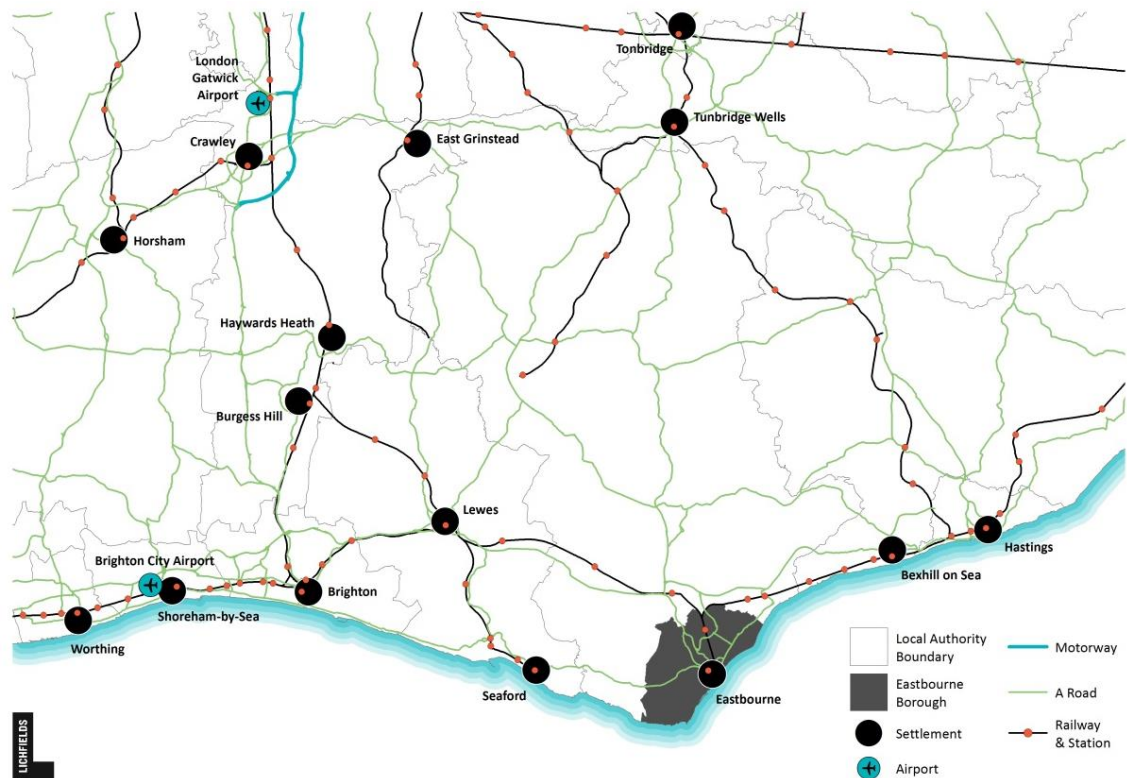 Tonbridge
London
Gatwick
Airport
Tunbridge Wells
East Grinstead
Crawley
Horsham
Haywards Heath
Burgess Hill
Lewes
Hastings
Brighton City Airport
Bexhill on Sea
Brighton
Shoreham-by-Sea
Worthing
Seaford
Eastbourne
Local Authority
Boundary
Eastbourne
Borough
Settlement
Airport
Motorway
A Road
Railway
& Station
LICHFIELDS